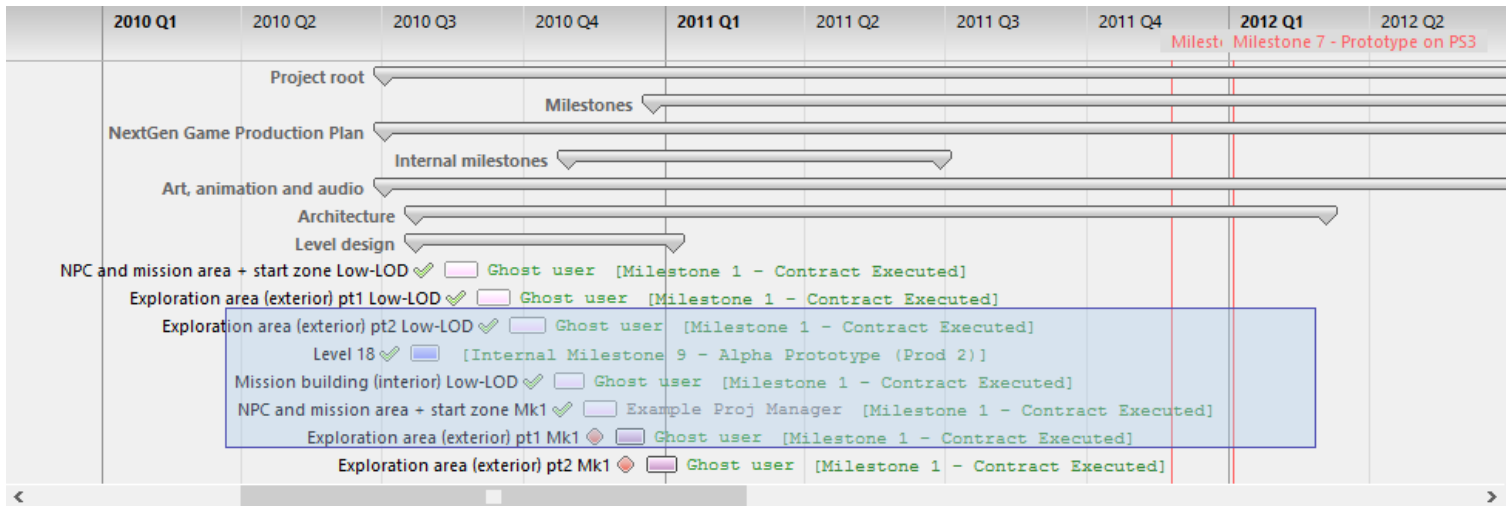 2010 Q1 2010 Q2 2010 Q3 2010 Q4 2011 Q1 2011 Q2 2011 Q3 2011 Q4 2012 Q1 2012 Q2
Milest Milestone 7 - Prototype on PS3
Project root
Milestones
NextGen Game Production Plan
Internal milestones
Art, animation and audio
Architecture
Level design
NPC and mission area + start zone Low-LOD Ghost user [Milestone 1 - Contract Executed]
Exploration area (exterior) pt1 Low-LOD Ghost user [Milestone 1 - Contract Executed]
Exploration area (exterior) pt2 Low-LOD Ghost user [Milestone 1 - Contract Executed]
Level 18 [Internal Milestone 9 - Alpha Prototype (Prod 2)]
Mission building (interior) Low-LOD Ghost user [Milestone 1 - Contract Executed]
NPC and mission area + start zone Mk1 Example Proj Manager [Milestone 1 - Contract Executed]
Exploration area (exterior) pt1 Mk1 Ghost user [Milestone 1 - Contract Executed]
Exploration area (exterior) pt2 Mk1 Ghost user [Milestone 1 - Contract Executed]